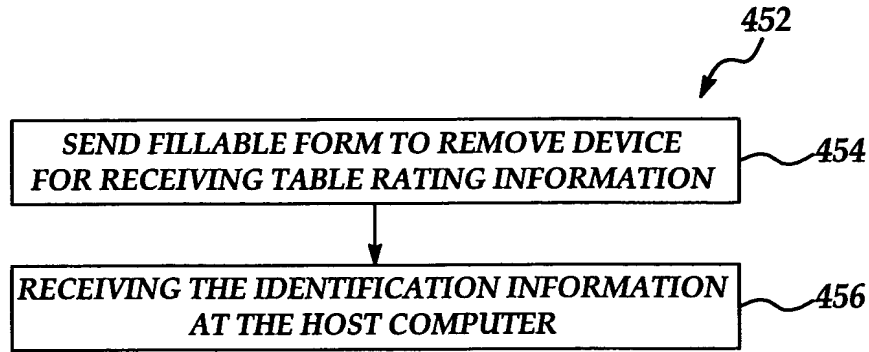 452
SEND FILLABLE FORM TO REMOVE DEVICE
FOR RECEIVING TABLE RATING INFORMATION
454
RECEIVING THE IDENTIFICATION INFORMATION
AT THE HOST COMPUTER
456